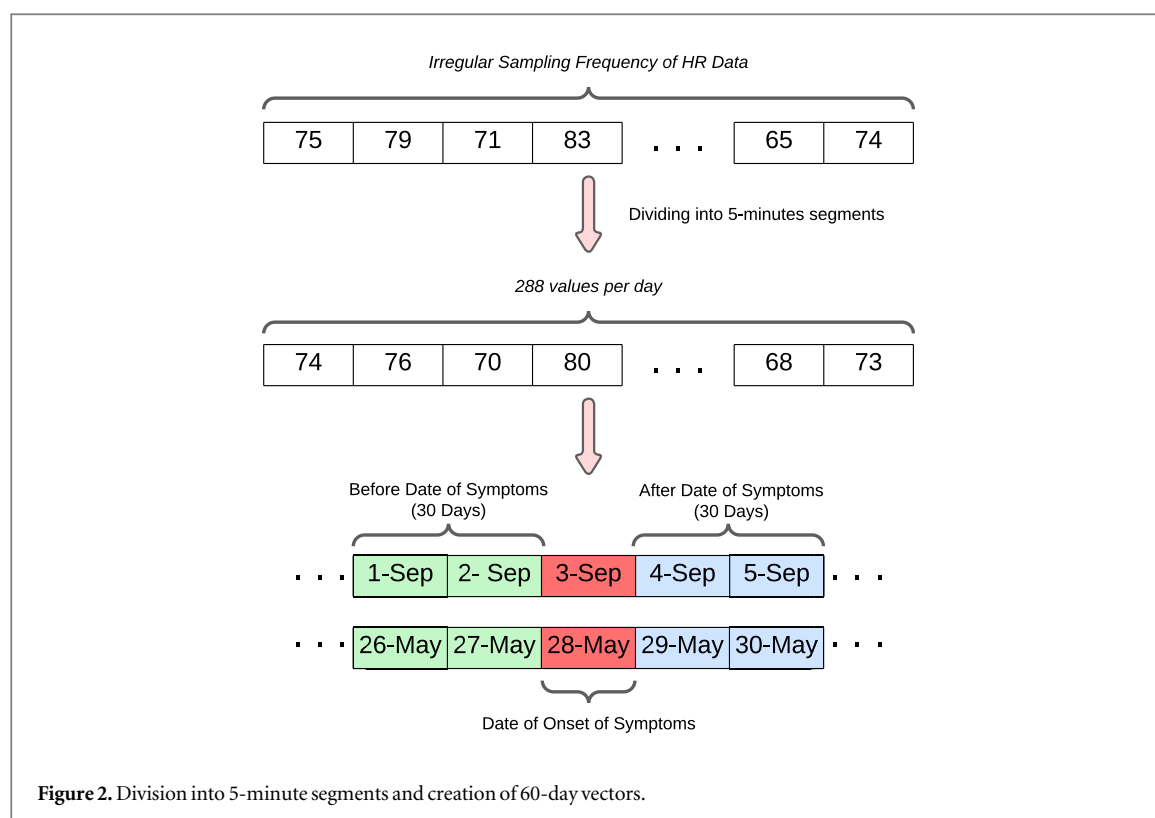 Irregular Sampling Frequency of HR Data
75 79 71 83 . . . 65 74
Dividing into 5-minutes segments
288 values per day
74 76 70 80 . . . 68 73
Before Date of Symptoms
(30 Days)
After Date of Symptoms
(30 Days)
. . . 1-Sep 2- Sep 3-Sep 4-Sep 5-Sep . . .
. . . 26-May 27-May 28-May 29-May 30-May . . .
Date of Onset of Symptoms
Figure 2. Division into 5-minute segments and creation of 60-day vectors.